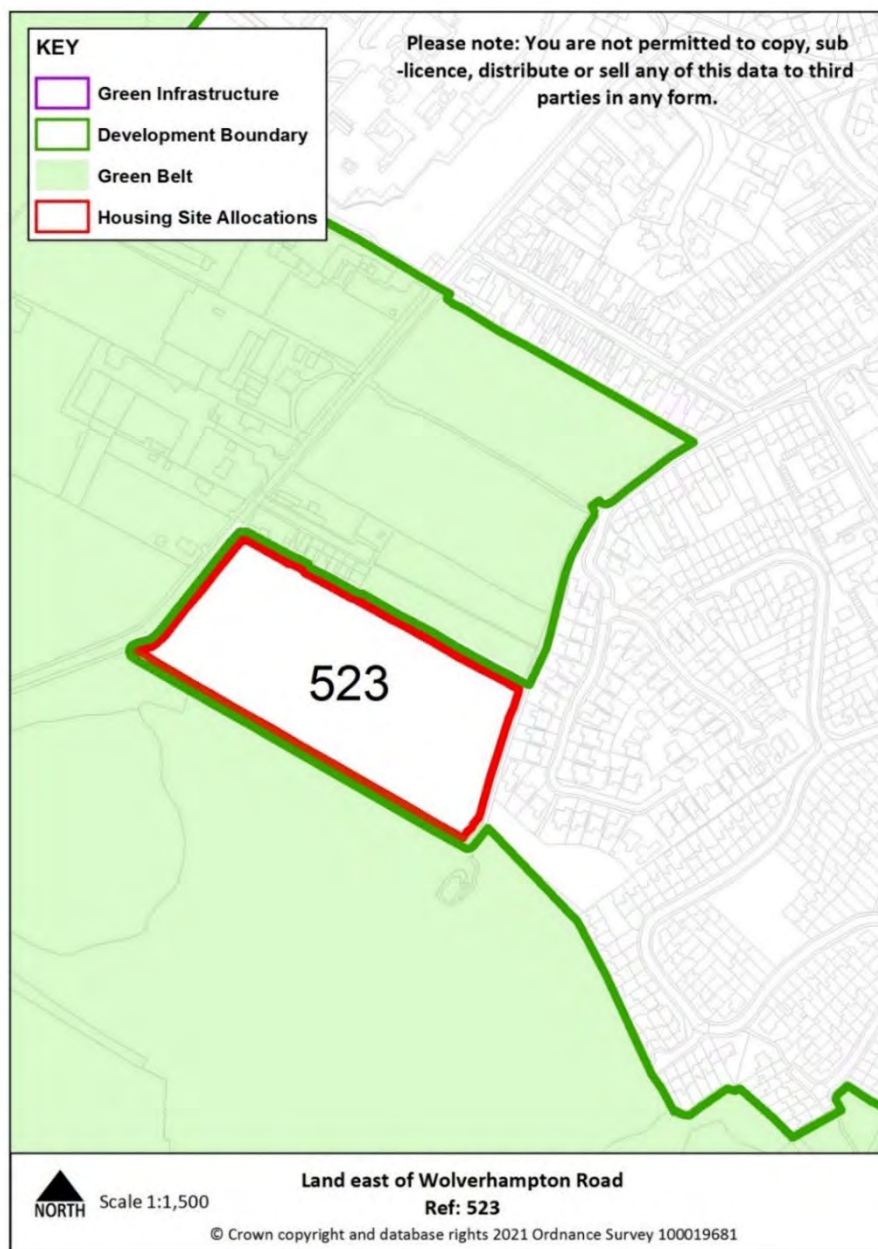 KEY
Green Infrastructure
Development Boundary
Green Belt
Housing Site Allocations
Please note: You are not permitted to copy, sub
-licence, distribute or sell any of this data to third
parties in any form.
523
NORTH
Scale 1:1,500
Land east of Wolverhampton Road
Ref: 523
© Crown copyright and database rights 2021 Ordnance Survey 100019681